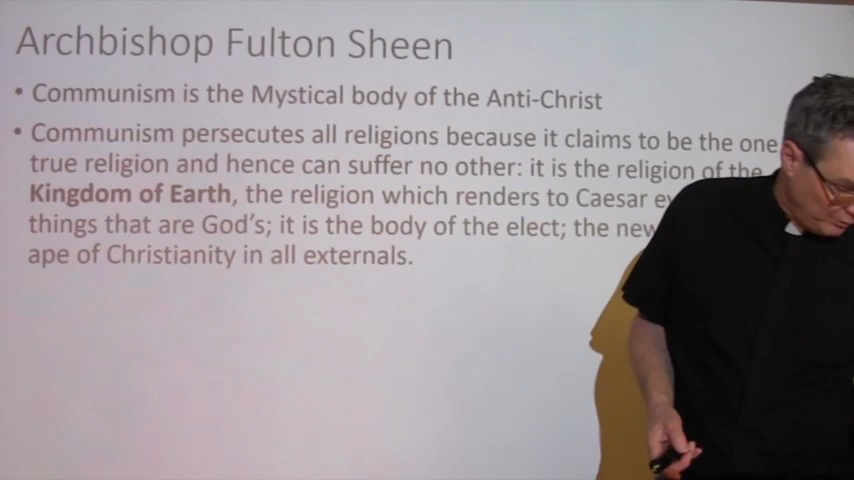 Archbishop Fulton Sheen
• Communism is the Mystical body of the Anti-Christ
• Communism persecutes all religions because it claims to be the one
true religion and hence can suffer no other: it is the religion of the
Kingdom of Earth, the religion which renders to Caesar
things that are God's; it is the body of the elect; the new
ape of Christianity in all externals.